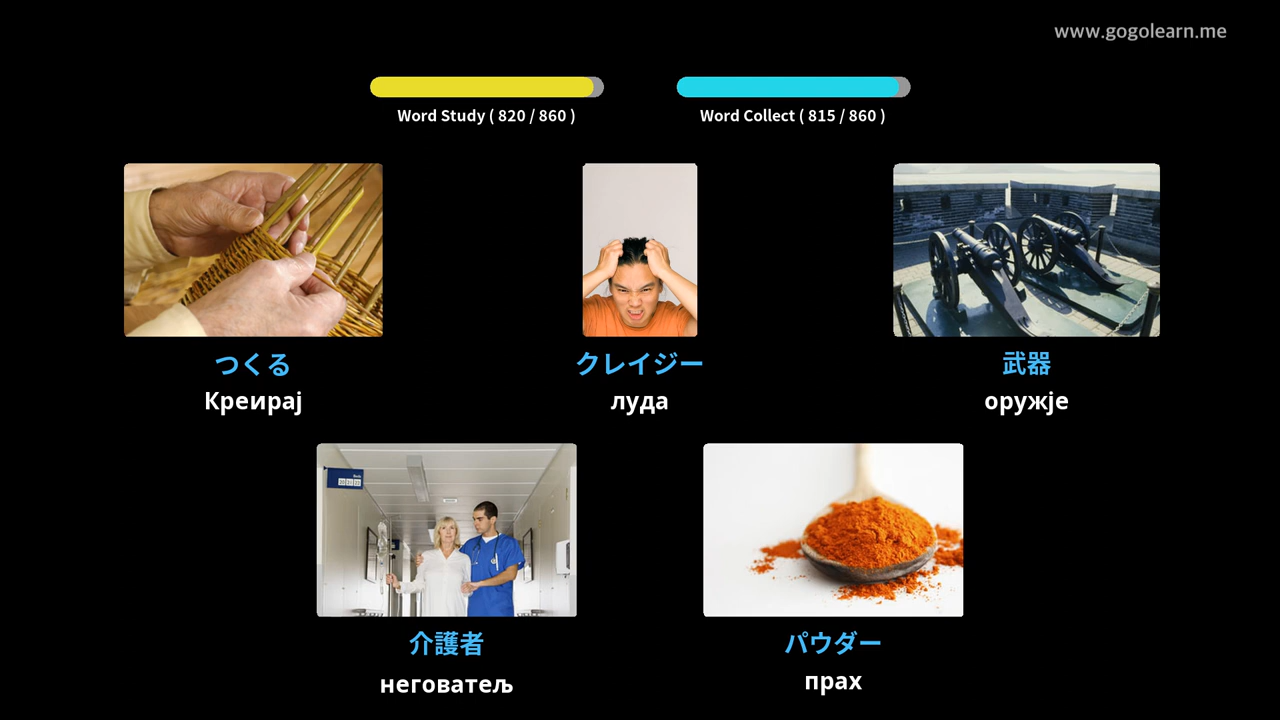 www.gogolearn.me
Word Study ( 820 / 860 )
Word Collect ( 815 / 860 )
つくる
Креирај
クレイジー
луда
武器
оружје
介護者
неговатељ
パウダー
прах